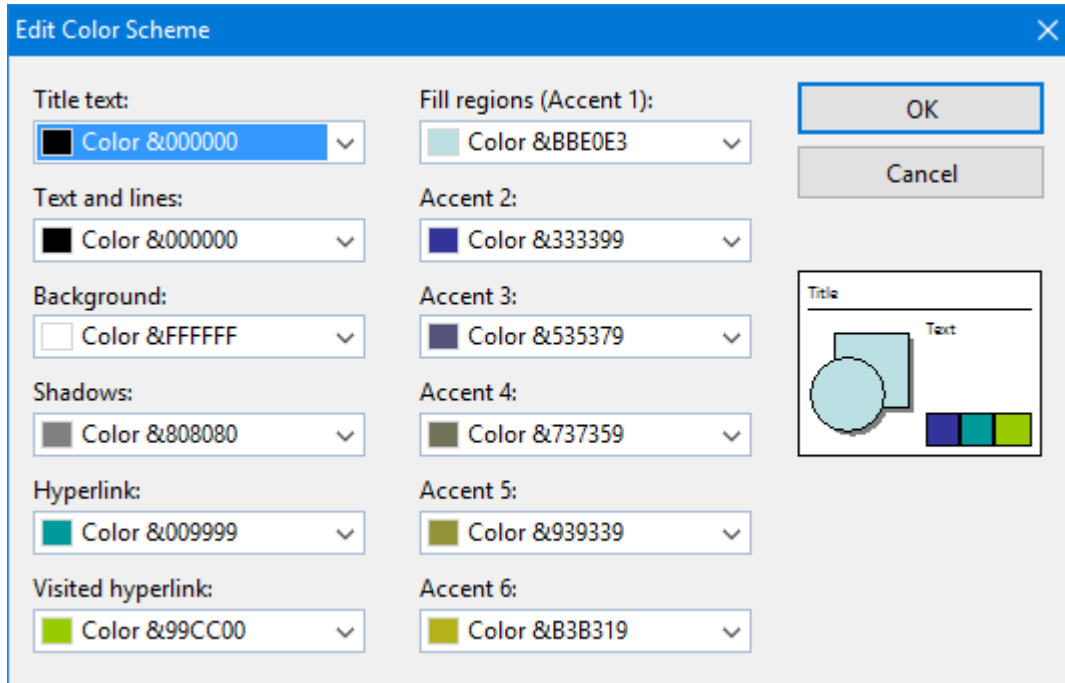 Edit Color Scheme
Title text:
Color &000000
Text and lines:
Color &000000
Background:
Color &FFFFFF
Shadows:
Color &808080
Hyperlink:
Color &009999
Visited hyperlink:
Color &99CC00
Fill regions (Accent 1):
Color &BBE0E3
Accent 2:
Color &333399
Accent 3:
Color &535379
Accent 4:
Color &737359
Accent 5:
Color &939339
Accent 6:
Color &B3B319
OK
Cancel
Title
Text